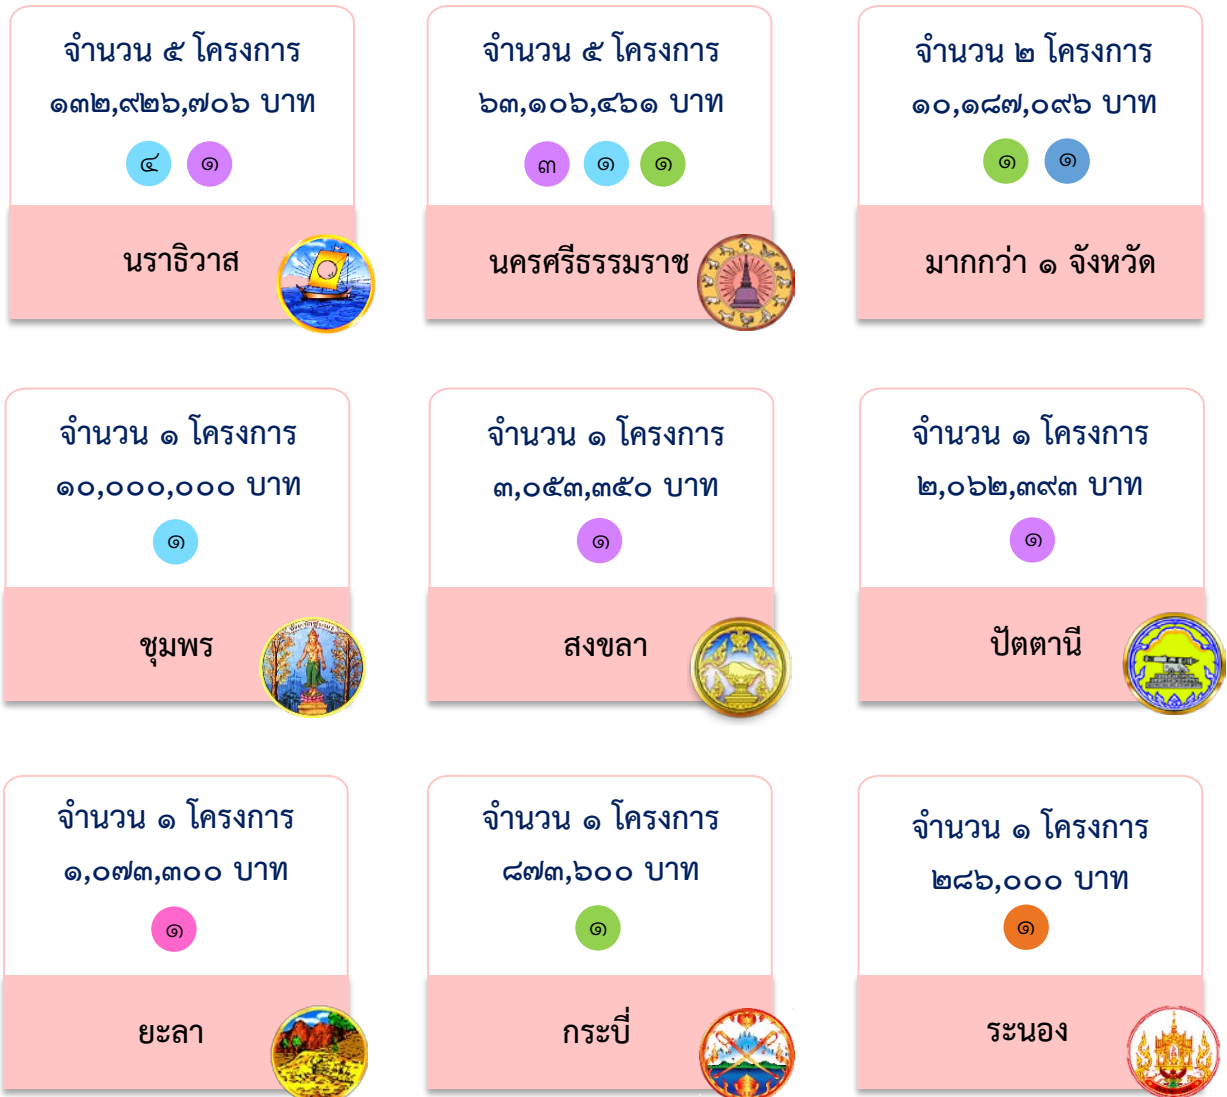 จำนวน ๕ โครงการ
๑๓๒,๙๒๖,๗๐๖ บาท
๔ ๑
นราธิวาส
จำนวน ๕ โครงการ
๖๓,๑๐๖,๔๖๑ บาท
๓ ๑ ๑
นครศรีธรรมราช
จำนวน ๒ โครงการ
๑๐,๑๘๗,๐๙๖ บาท
๑ ๑
มากกว่า ๑ จังหวัด
จำนวน ๑ โครงการ
๑๐,๐๐๐,๐๐๐ บาท
๑
ชุมพร
จำนวน ๑ โครงการ
๓,๐๕๓,๓๕๐ บาท
๑
สงขลา
จำนวน ๑ โครงการ
๒,๐๖๒,๓๙๓ บาท
๑
ปัตตานี
จำนวน ๑ โครงการ
๑,๐๗๓,๓๐๐ บาท
๑
ยะลา
จำนวน ๑ โครงการ
๘๗๓,๖๐๐ บาท
๑
กระบี่
จำนวน ๑ โครงการ
๒๘๖,๐๐๐ บาท
๑
ระนอง